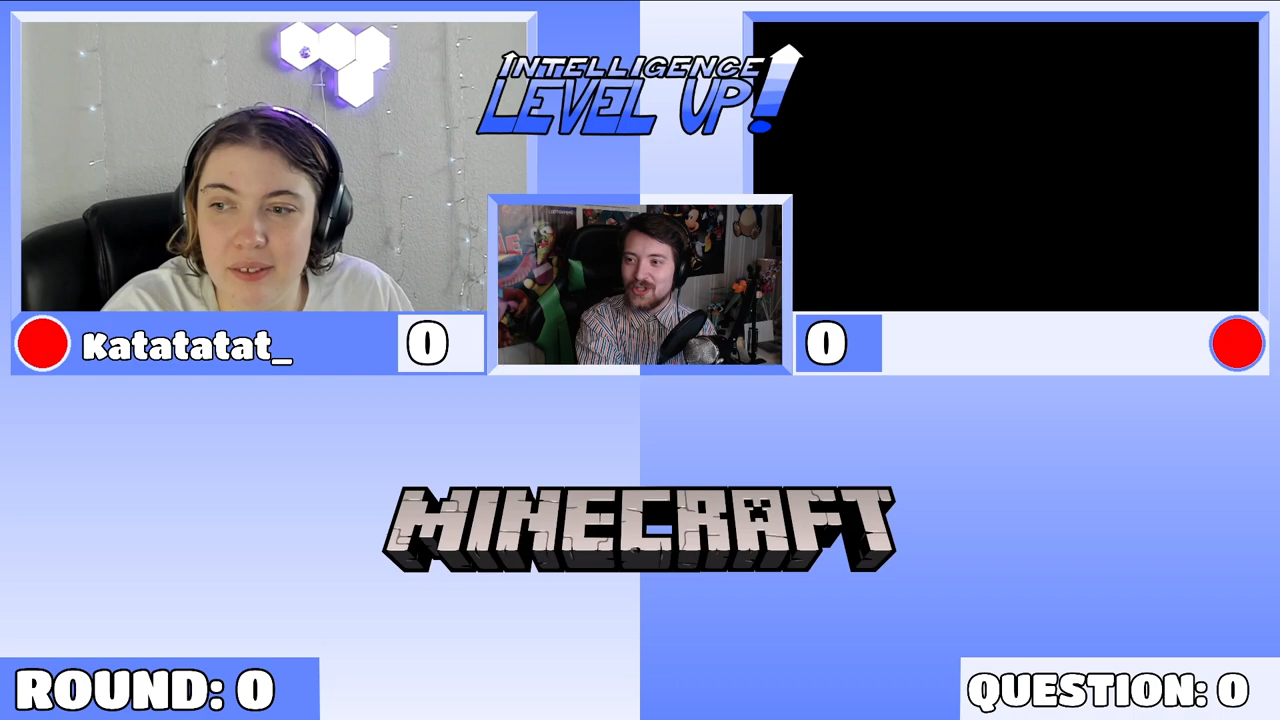 INTELLIGENCE
LEVEL UP!
Katatatat_
0
0
MINECRAFT
ROUND: 0
QUESTION: 0